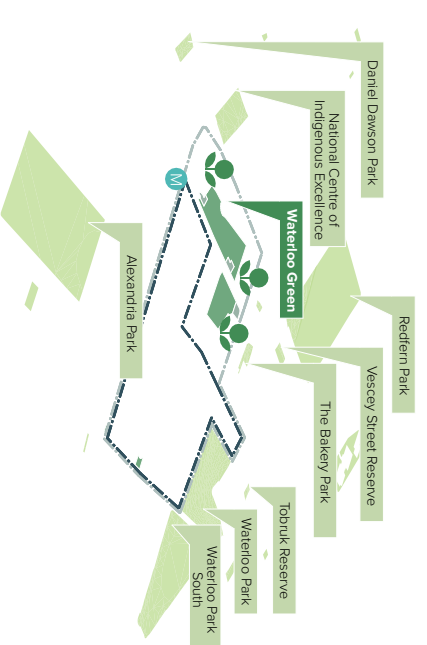 Daniel Dawson Park
National Centre of
Indigenous Excellence
Waterloo Green
Redfern Park
Vescey Street Reserve
The Bakery Park
Tobruk Reserve
Waterloo Park
Waterloo Park
South
Alexandria Park
M